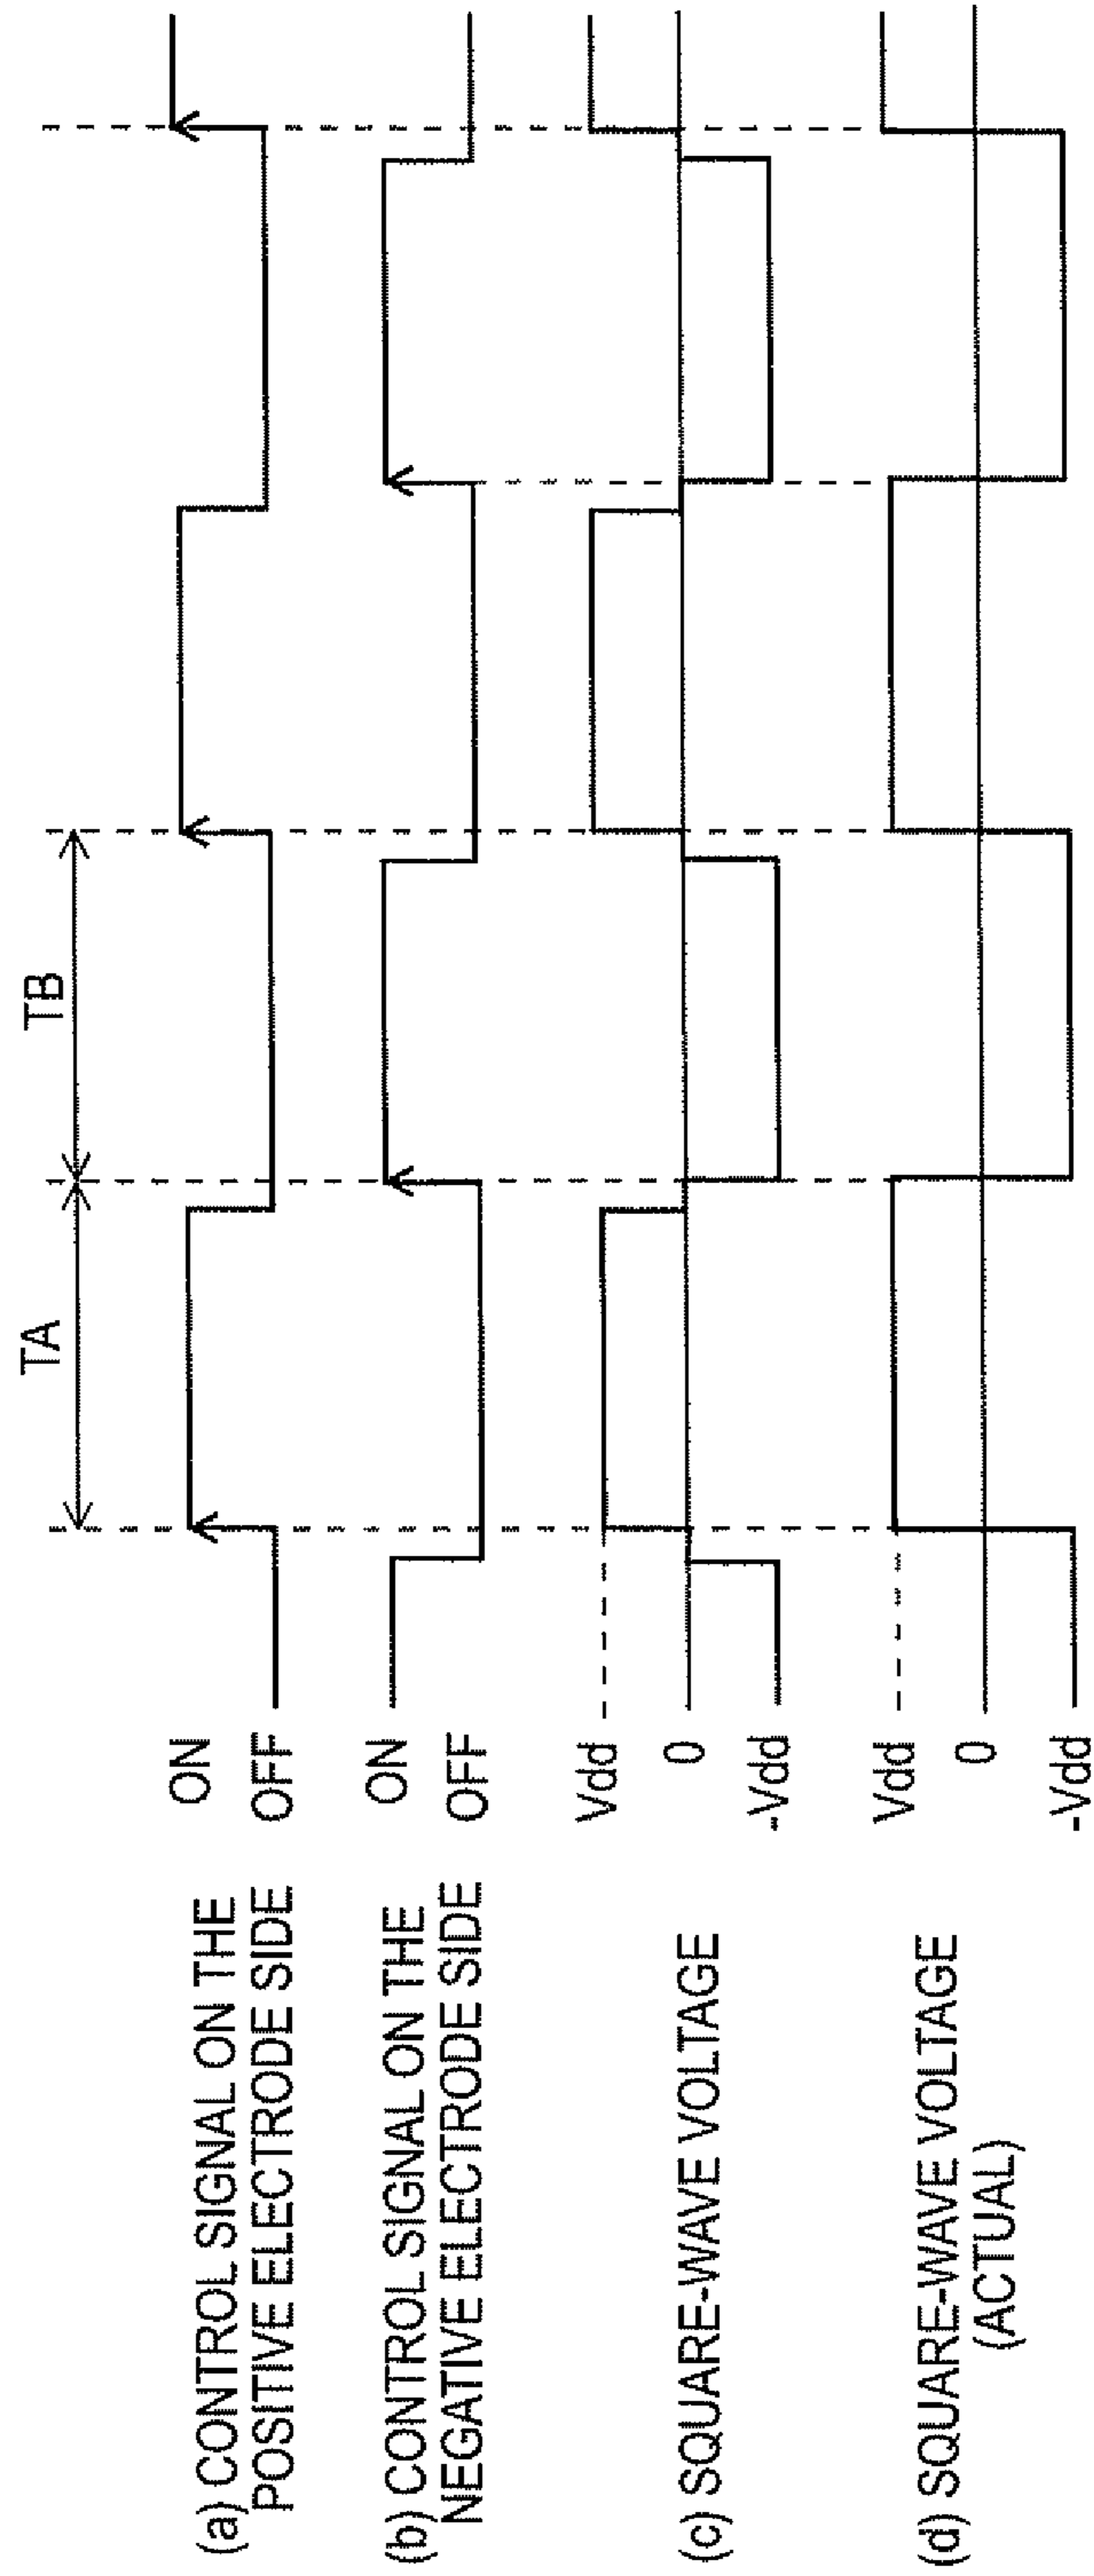 TA
TB
(a) CONTROL SIGNAL ON THE
POSITIVE ELECTRODE SIDE
ON
OFF
(b) CONTROL SIGNAL ON THE
NEGATIVE ELECTRODE SIDE
ON
OFF
(c) SQUARE-WAVE VOLTAGE
Vdd
0
-Vdd
(d) SQUARE-WAVE VOLTAGE
(ACTUAL)
Vdd
0
-Vdd